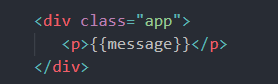 <div class="app">
<p>{{message}}</p>
</div>